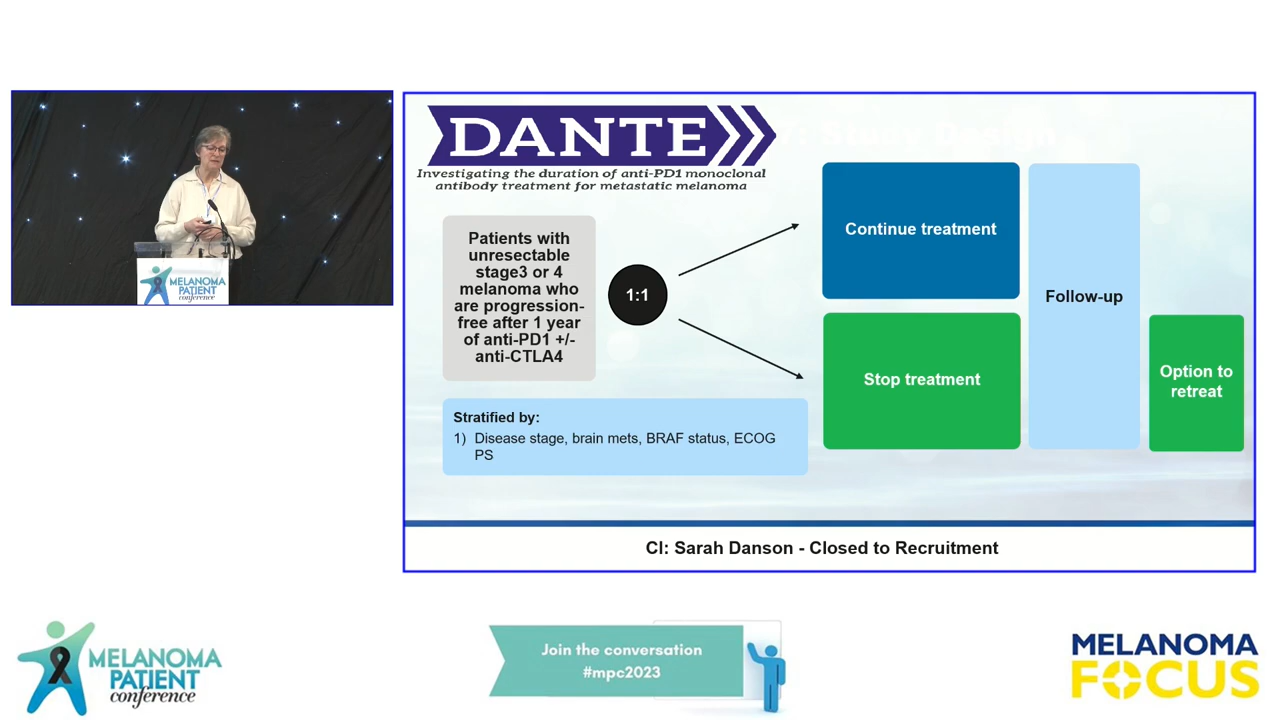 DANTE
Investigating the duration of anti-PD1 monoclonal
antibody treatment for metastatic melanoma
Patients with
unresectable
stage3 or 4
melanoma who
are progression-
free after 1 year
of anti-PD1 +/-
anti-CTLA4
1:1
Continue treatment
Stop treatment
Follow-up
Option to
retreat
Stratified by:
1) Disease stage, brain mets, BRAF status, ECOG
PS
CI: Sarah Danson - Closed to Recruitment
MELANOMA
PATIENT
conference
MELANOMA
PATIENT
conference
Join the conversation
#mpc2023
MELANOMA
FOCUS